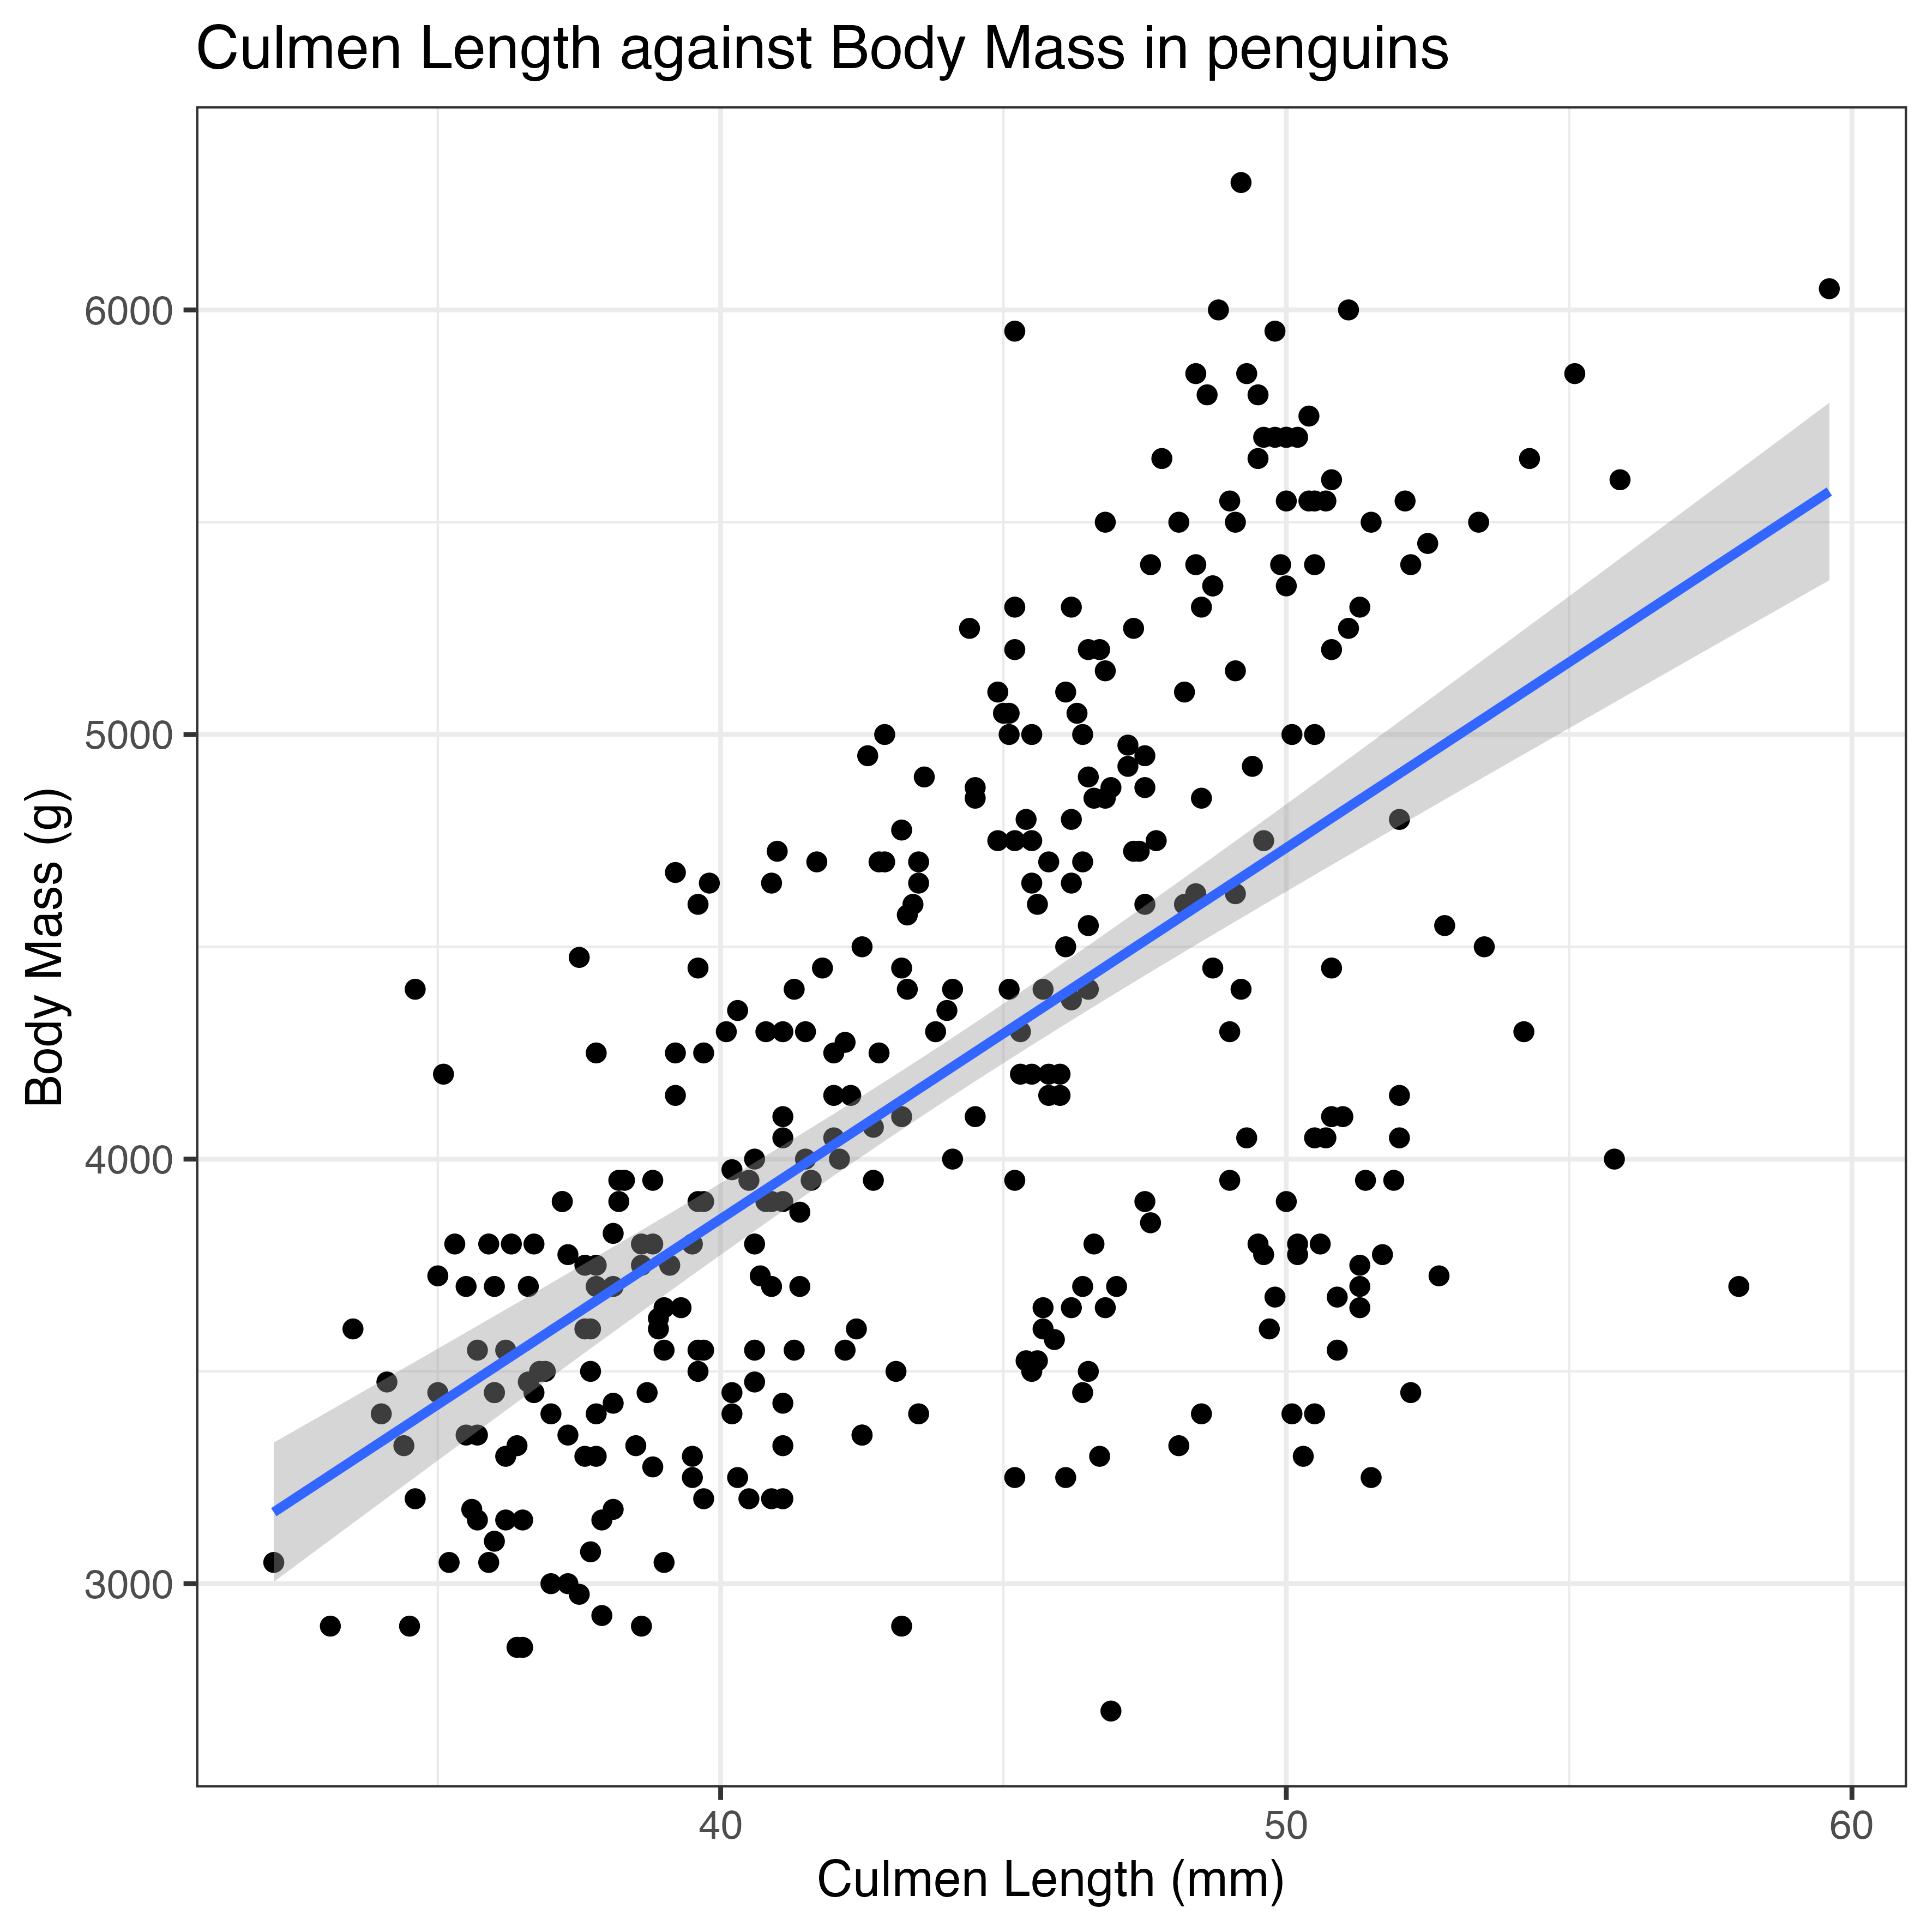 Culmen Length against Body Mass in penguins
6000
5000
4000
3000
Body Mass (g)
40 50 60
Culmen Length (mm)